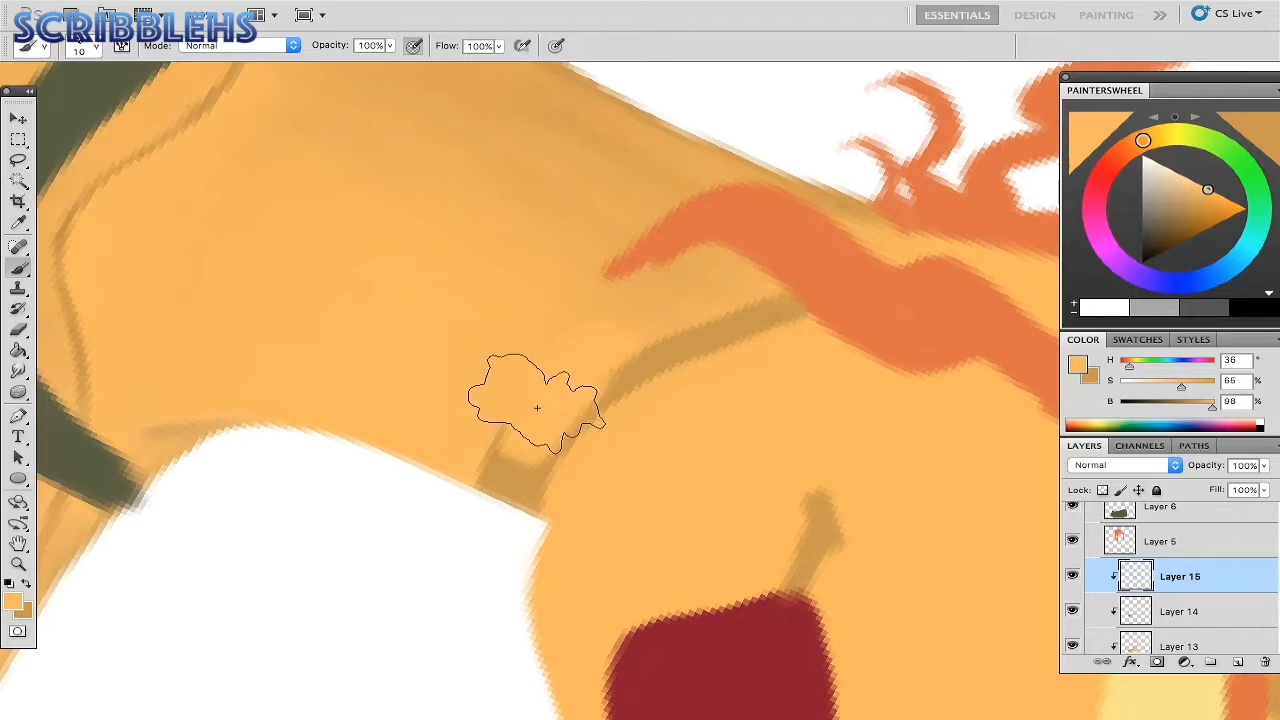 SCRIBBLEHS
ESSENTIALS DESIGN PAINTING CS Live
10 Mode: Normal Opacity: 100% Flow: 100%
PAINTERSWHEEL
COLOR SWATCHES STYLES
H 36 °
S 65 %
B 98 %
LAYERS CHANNELS PATHS
Normal Opacity: 100%
Lock: Fill: 100%
Layer 6
Layer 5
Layer 15
Layer 14
Layer 13